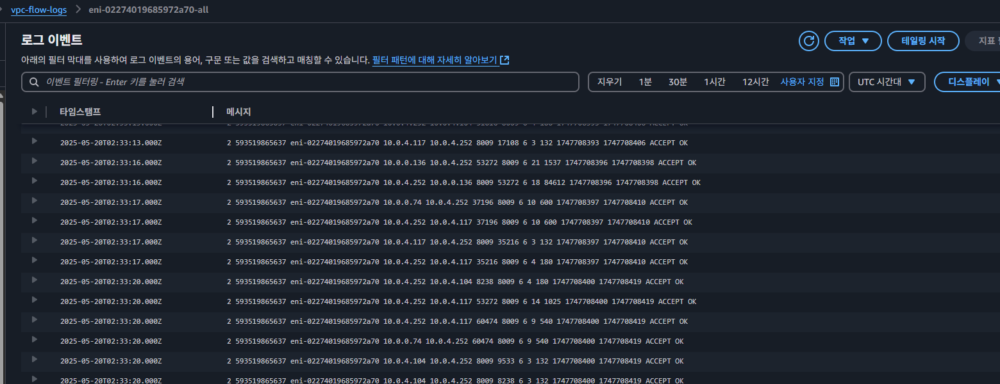 vpc-flow-logs > eni-02274019685972a70-all
로그 이벤트
작업 ▼ 테일링 시작 지표
아래의 필터 막대를 사용하여 로그 이벤트의 용어, 구문 또는 값을 검색하고 매칭할 수 있습니다. 필터 패턴에 대해 자세히 알아보기
이벤트 필터링 - Enter 키를 눌러 검색 지우기 1분 30분 1시간 12시간 사용자 지정 UTC 시간대 ▼ 디스플레이
타임스탬프 메시지
2025-05-20T02:33:13.000Z 2 593519865637 eni-02274019685972a70 10.0.4.117 10.0.4.252 8009 17108 6 3 132 1747708393 1747708406 ACCEPT OK
2025-05-20T02:33:16.000Z 2 593519865637 eni-02274019685972a70 10.0.0.136 10.0.4.252 53272 8009 6 21 1537 1747708396 1747708398 ACCEPT OK
2025-05-20T02:33:16.000Z 2 593519865637 eni-02274019685972a70 10.0.4.252 10.0.0.136 8009 53272 6 18 84612 1747708396 1747708398 ACCEPT OK
2025-05-20T02:33:17.000Z 2 593519865637 eni-02274019685972a70 10.0.0.74 10.0.4.252 37196 8009 6 10 600 1747708397 1747708410 ACCEPT OK
2025-05-20T02:33:17.000Z 2 593519865637 eni-02274019685972a70 10.0.4.252 10.0.4.117 37196 8009 6 10 600 1747708397 1747708410 ACCEPT OK
2025-05-20T02:33:17.000Z 2 593519865637 eni-02274019685972a70 10.0.4.117 10.0.4.252 8009 35216 6 3 132 1747708397 1747708410 ACCEPT OK
2025-05-20T02:33:17.000Z 2 593519865637 eni-02274019685972a70 10.0.4.252 10.0.4.117 35216 8009 6 4 180 1747708397 1747708410 ACCEPT OK
2025-05-20T02:33:20.000Z 2 593519865637 eni-02274019685972a70 10.0.4.252 10.0.4.104 8238 8009 6 4 180 1747708400 1747708419 ACCEPT OK
2025-05-20T02:33:20.000Z 2 593519865637 eni-02274019685972a70 10.0.4.252 10.0.4.117 53272 8009 6 14 1025 1747708400 1747708419 ACCEPT OK
2025-05-20T02:33:20.000Z 2 593519865637 eni-02274019685972a70 10.0.4.252 10.0.4.117 60474 8009 6 9 540 1747708400 1747708419 ACCEPT OK
2025-05-20T02:33:20.000Z 2 593519865637 eni-02274019685972a70 10.0.0.74 10.0.4.252 60474 8009 6 9 540 1747708400 1747708419 ACCEPT OK
2025-05-20T02:33:20.000Z 2 593519865637 eni-02274019685972a70 10.0.4.104 10.0.4.252 8009 9533 6 3 132 1747708400 1747708419 ACCEPT OK
2025-05-20T02:33:20.000Z 2 593519865637 eni-02274019685972a70 10.0.4.104 10.0.4.252 8009 8238 6 3 132 1747708400 1747708419 ACCEPT OK